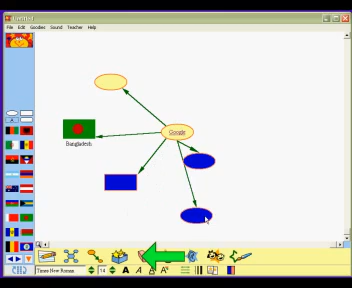 Untitled
File Edit Goodies Sound Teacher Help
Google
Bangladesh
A
Times New Roman
14
A A A A